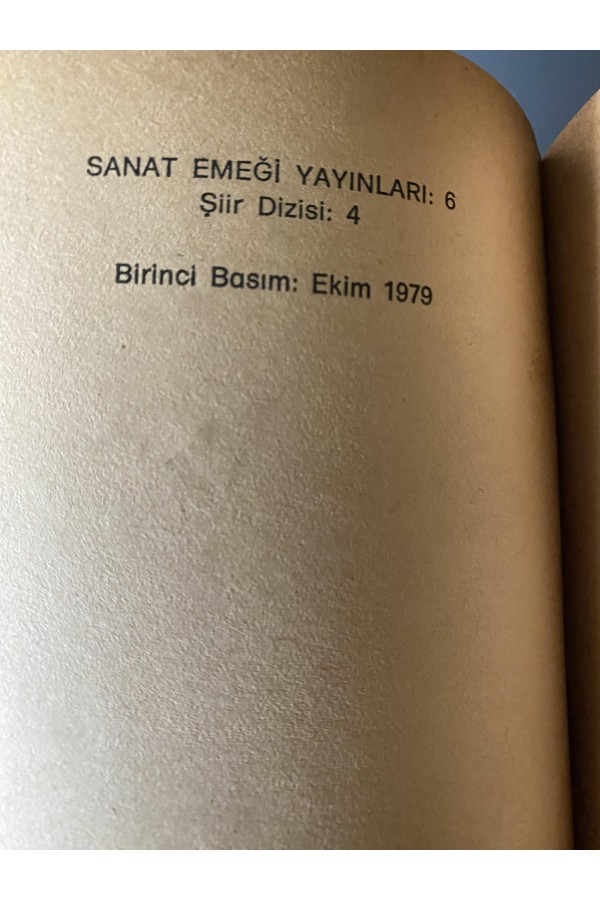 SANAT EMEĞİ YAYINLARI: 6
Şiir Dizisi: 4
Birinci Basım: Ekim 1979